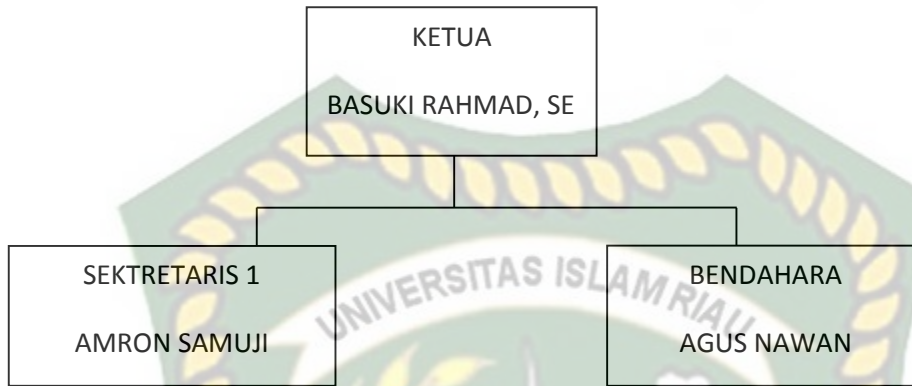 KETUA
BASUKI RAHMAD, SE
SEKTRETARIS 1
AMRON SAMUJI
BENDAHARA
AGUS NAWAN
UNIVERSITAS ISLAM RIAU